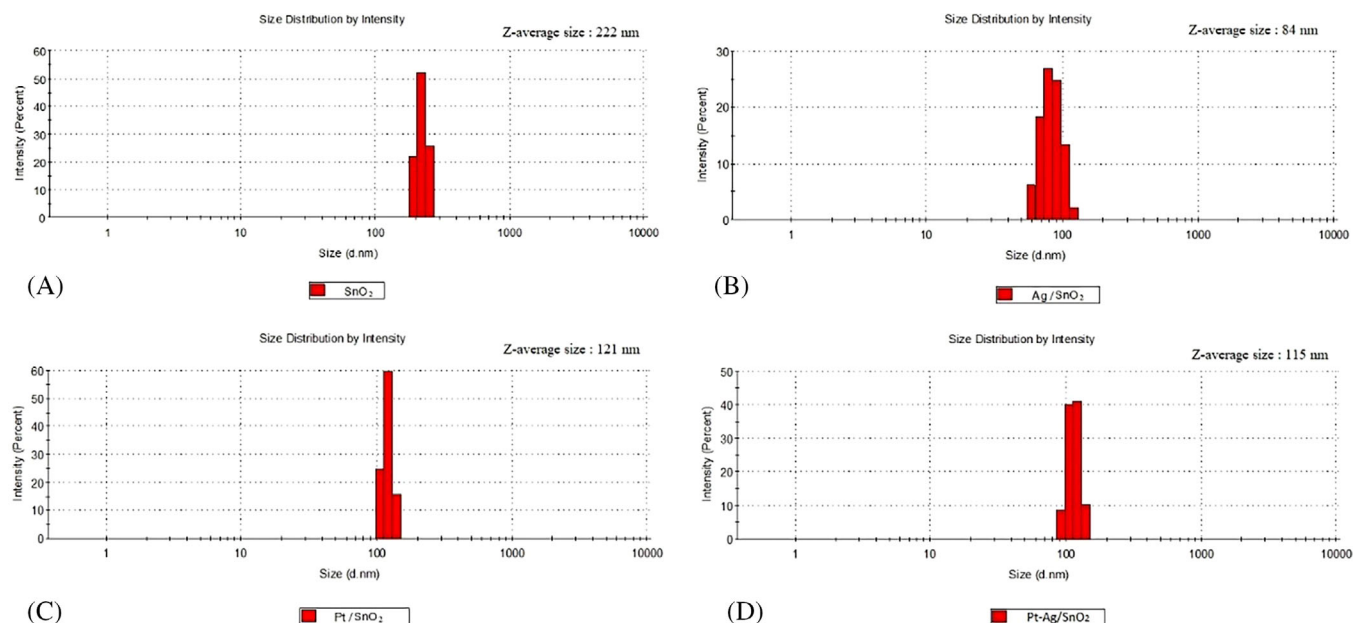 Size Distribution by Intensity
Z-average size : 222 nm
60
50
40
30
20
10
0
Intensity (Percent)
1 10 100 1000 10000
Size (d.nm)
(A)
SnO₂
Size Distribution by Intensity
Z-average size : 84 nm
30
20
10
0
Intensity (Percent)
1 10 100 1000 10000
Size (d.nm)
(B)
Ag/SnO₂
Size Distribution by Intensity
Z-average size : 121 nm
60
50
40
30
20
10
0
Intensity (Percent)
1 10 100 1000 10000
Size (d.nm)
(C)
Pt/SnO₂
Size Distribution by Intensity
Z-average size : 115 nm
50
40
30
20
10
0
Intensity (Percent)
1 10 100 1000 10000
Size (d.nm)
(D)
Pt-Ag/SnO₂